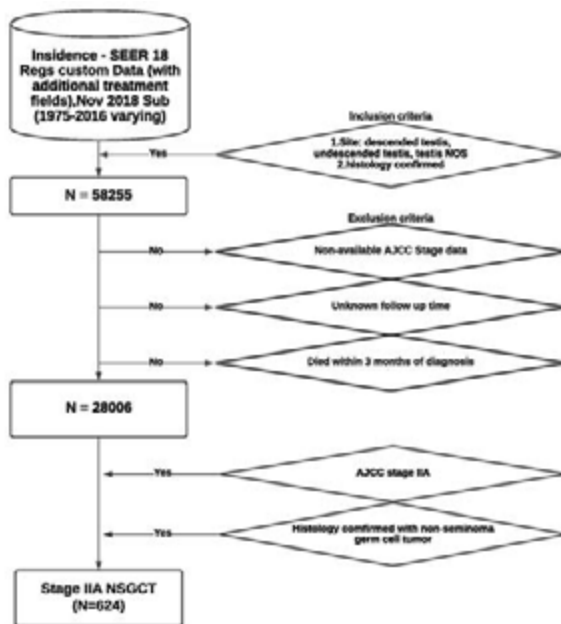 Insidence - SEER 18
Regs custom Data (with
additional treatment
fields),Nov 2018 Sub
(1975-2016 varying)
Inclusion criteria
1.Site: descended testis,
undescended testis, testis NOS
2.histology confirmed
Yes
N = 58255
Exclusion criteria
No
Non-available AJCC Stage data
No
Unknown follow up time
No
Died within 3 months of diagnosis
N = 28006
Yes
AJCC stage IIA
Yes
Histology comfirmed with non-seminoma
germ cell tumor
Stage IIA NSGCT
(N=624)